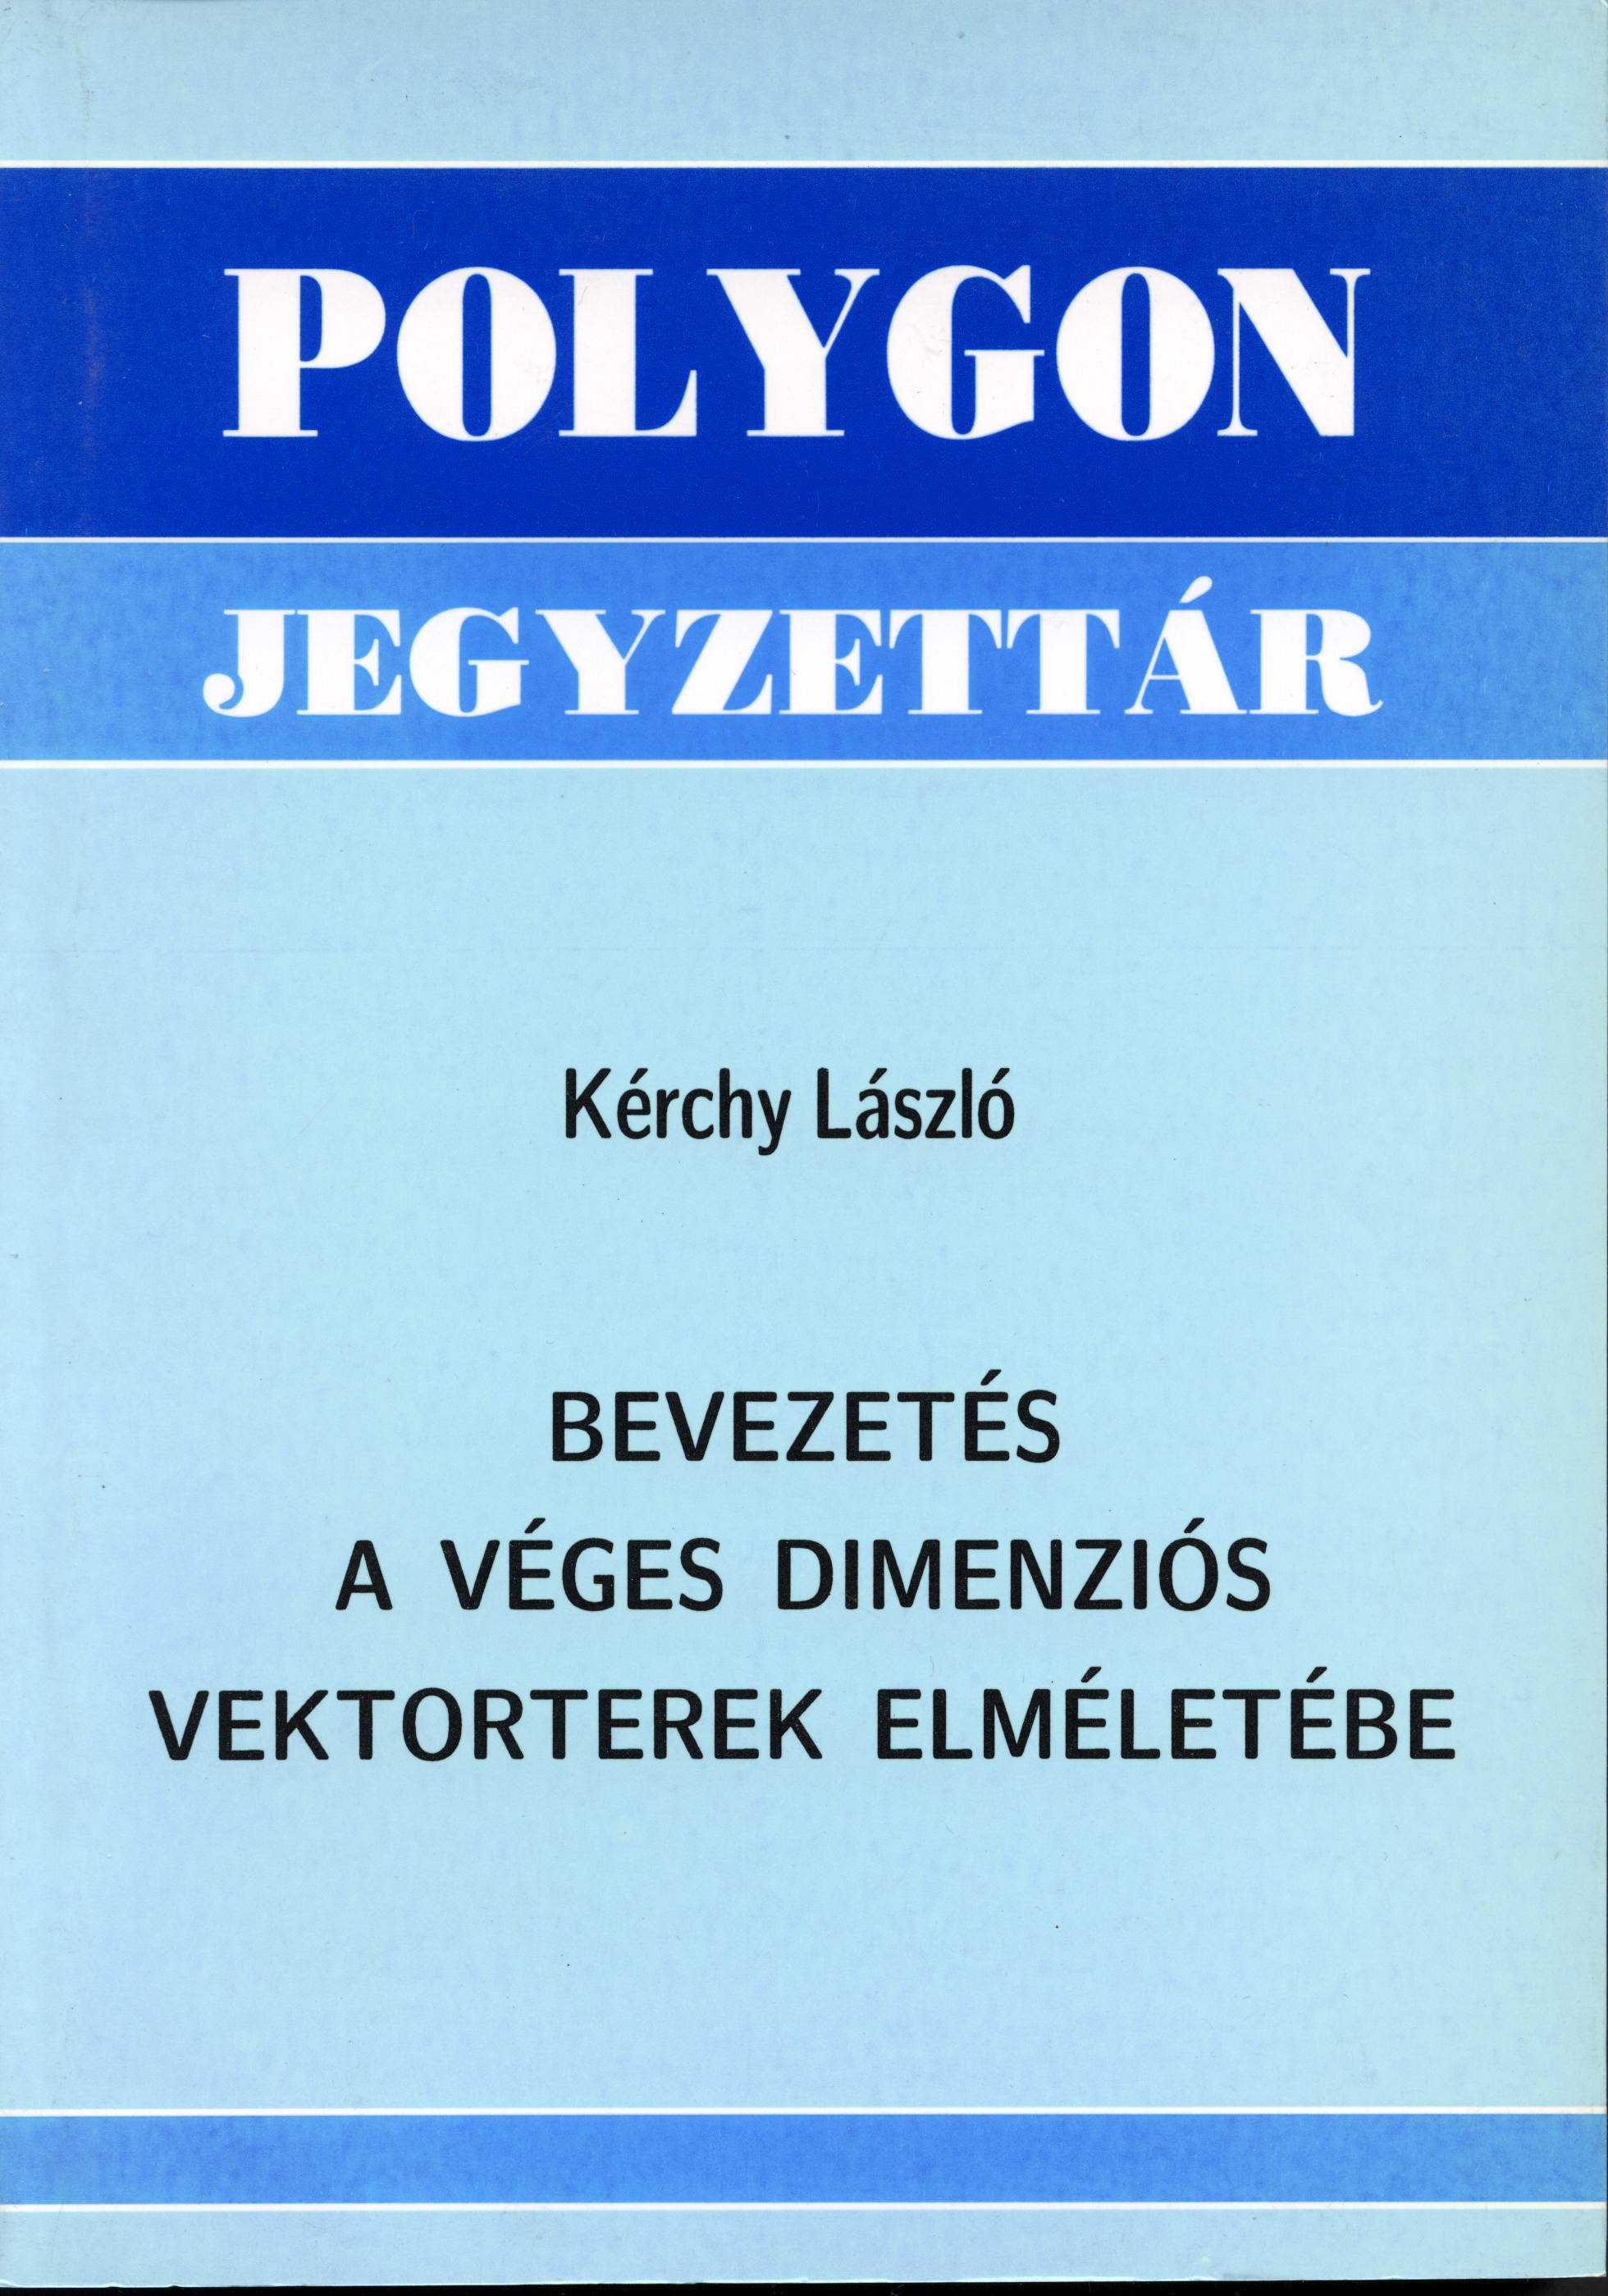 POLYGON
JEGYZETTÁR
Kérchy László
BEVEZETÉS
A VÉGES DIMENZIÓS
VEKTORTEREK ELMÉLETÉBE